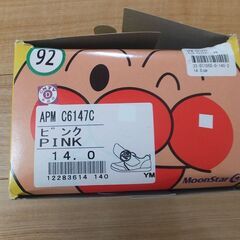 92
APM C6147C
ピンク
PINK
14.0
12283614 140
YM
MoonStar